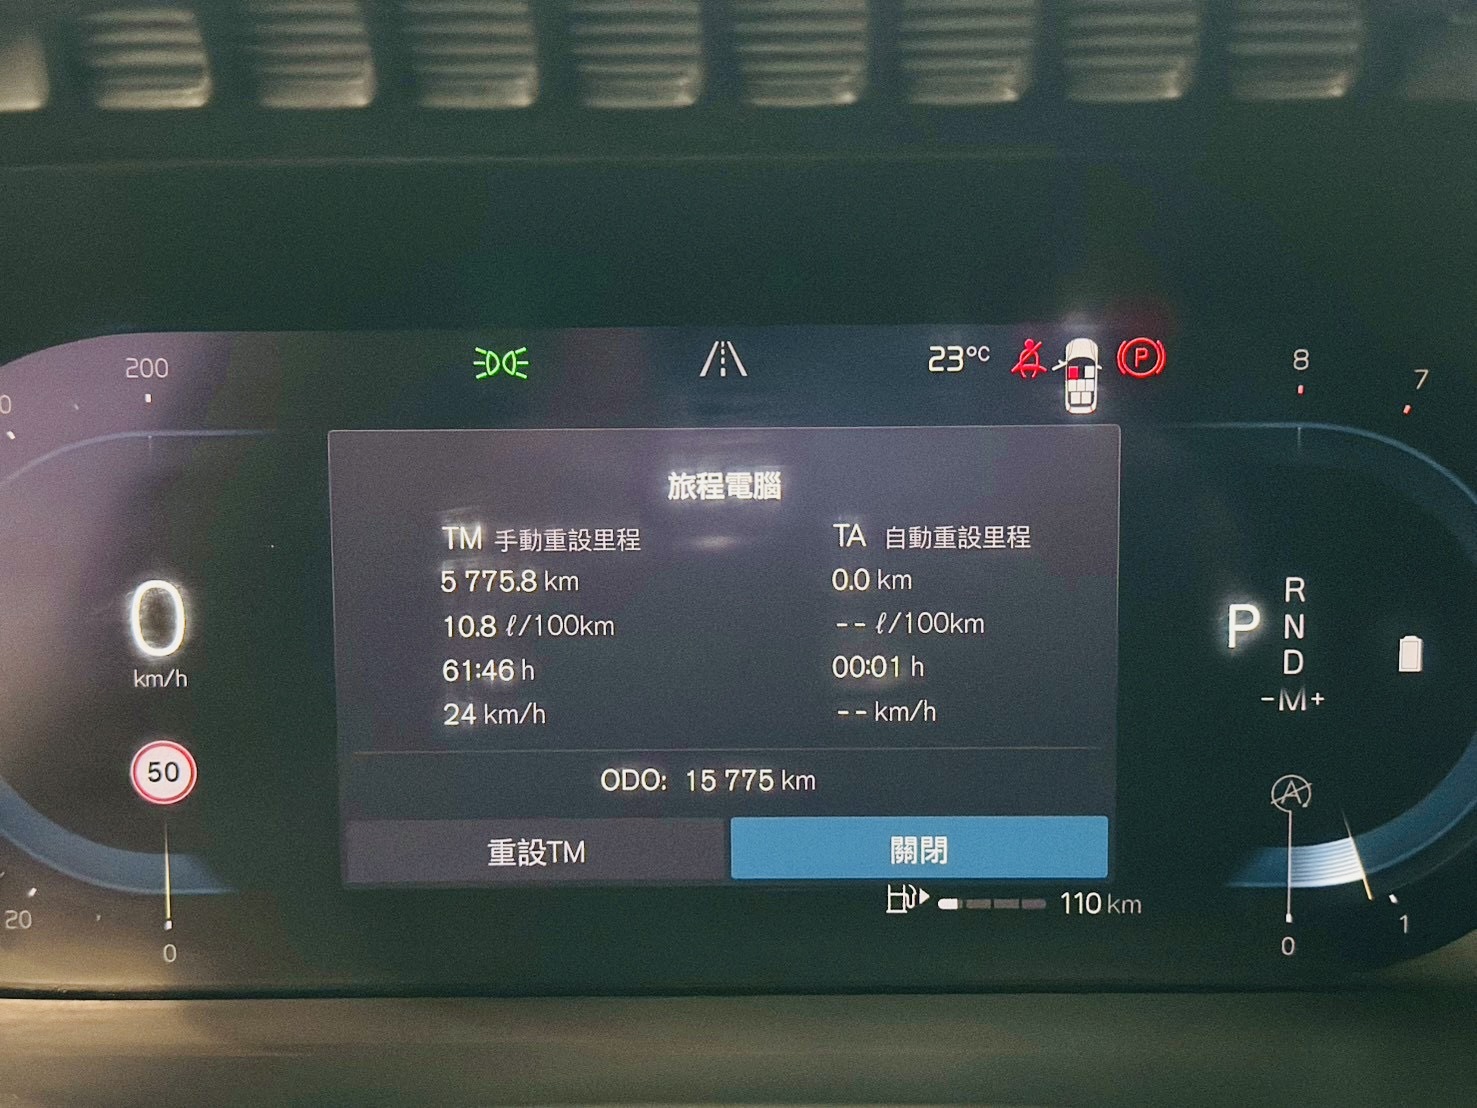 200
23°C
P
8
7
0
旅程電腦
TM 手動重設里程
TA 自動重設里程
5 775.8 km
0.0 km
10.8 ℓ/100km
-- ℓ/100km
61:46 h
00:01 h
24 km/h
-- km/h
0
km/h
50
P
R
N
D
-M+
A
ODO: 15 775 km
重設TM
關閉
110 km
20
0
0
1